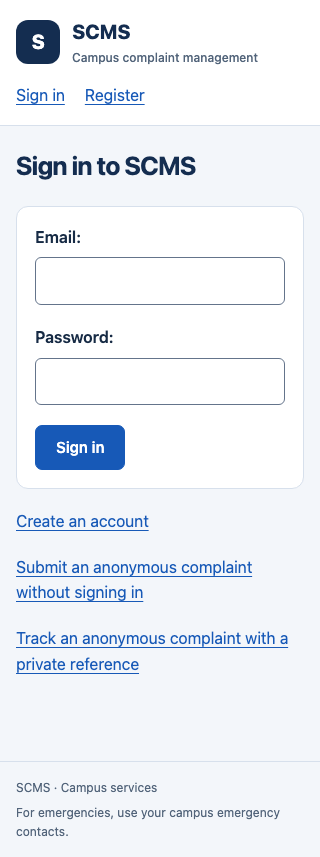 S
SCMS
Campus complaint management
Sign in
Register
Sign in to SCMS
Email:
Password:
Sign in
Create an account
Submit an anonymous complaint
without signing in
Track an anonymous complaint with a
private reference
SCMS · Campus services
For emergencies, use your campus emergency
contacts.